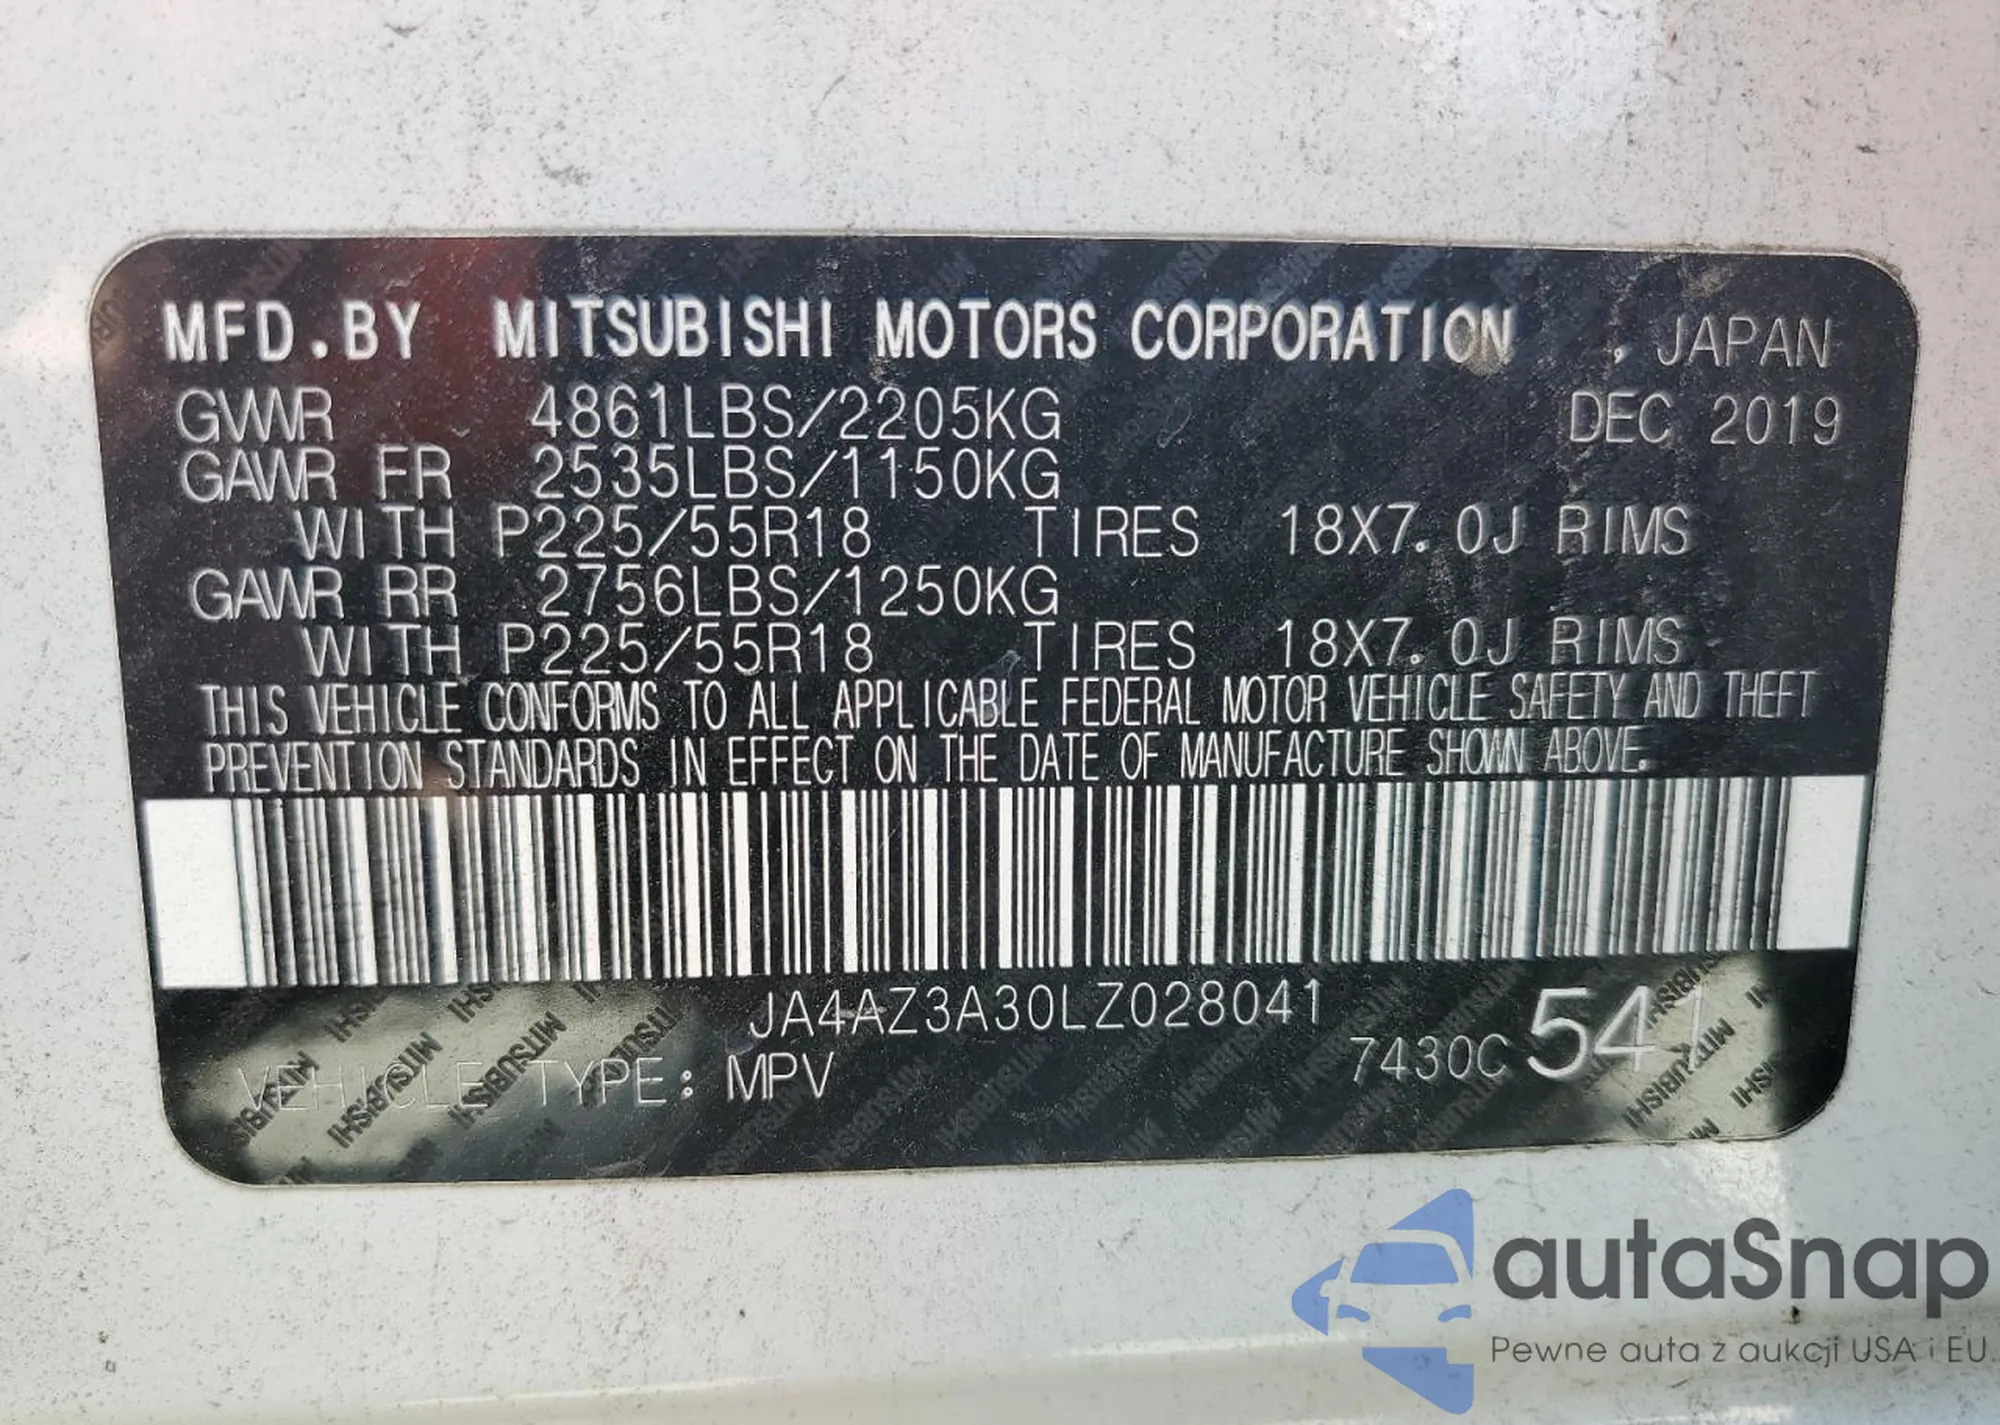 MFD.BY MITSUBISHI MOTORS CORPORATION , JAPAN
GVWR 4861LBS/2205KG DEC 2019
GAWR FR 2535LBS/1150KG
WITH P225/55R18 TIRES 18X7.0J RIMS
GAWR RR 2756LBS/1250KG
WITH P225/55R18 TIRES 18X7.0J RIMS
THIS VEHICLE CONFORMS TO ALL APPLICABLE FEDERAL MOTOR VEHICLE SAFETY AND THEFT
PREVENTION STANDARDS IN EFFECT ON THE DATE OF MANUFACTURE SHOWN ABOVE.
JA4AZ3A30LZ028041
VEHICLE TYPE: MPV 7430C 541
autaSnap
Pewne auta z aukcji USA i EU.